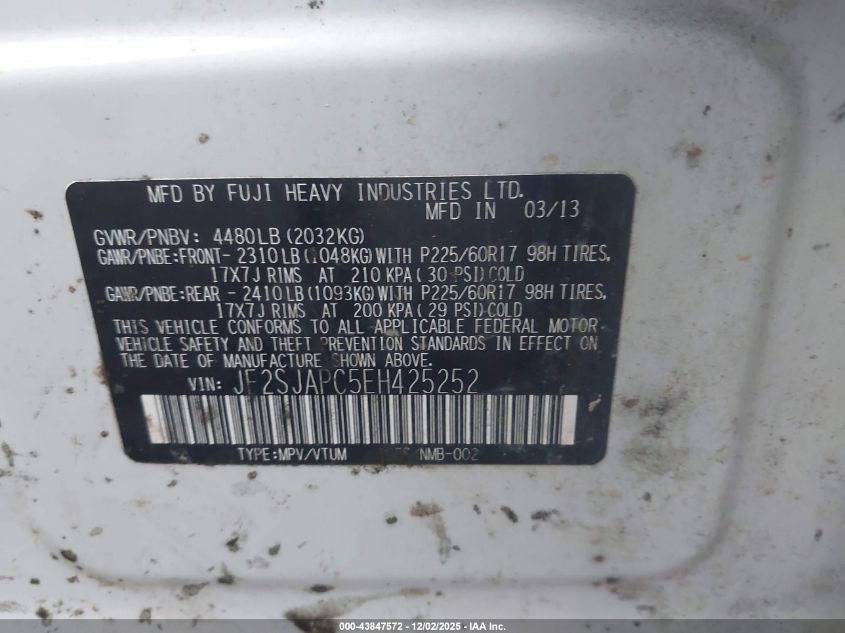 MFD BY FUJI HEAVY INDUSTRIES LTD.
MFD IN 03/13
GVWR/PNBV: 4480LB(2032KG)
GAWR/PNBE:FRONT- 2310LB(1048KG)WITH P225/60R17 98H TIRES,
17X7J RIMS AT 210 KPA(30 PSI)COLD
GAWR/PNBE:REAR - 2410LB(1093KG)WITH P225/60R17 98H TIRES,
17X7J RIMS AT 200 KPA(29 PSI)COLD
THIS VEHICLE CONFORMS TO ALL APPLICABLE FEDERAL MOTOR
VEHICLE SAFETY AND THEFT PREVENTION STANDARDS IN EFFECT ON
THE DATE OF MANUFACTURE SHOWN ABOVE.
VIN: JF2SJAPC5EH425252
TYPE:MPV/VTUM NMB-002
000-43847572 - 12/02/2025 - IAA Inc.